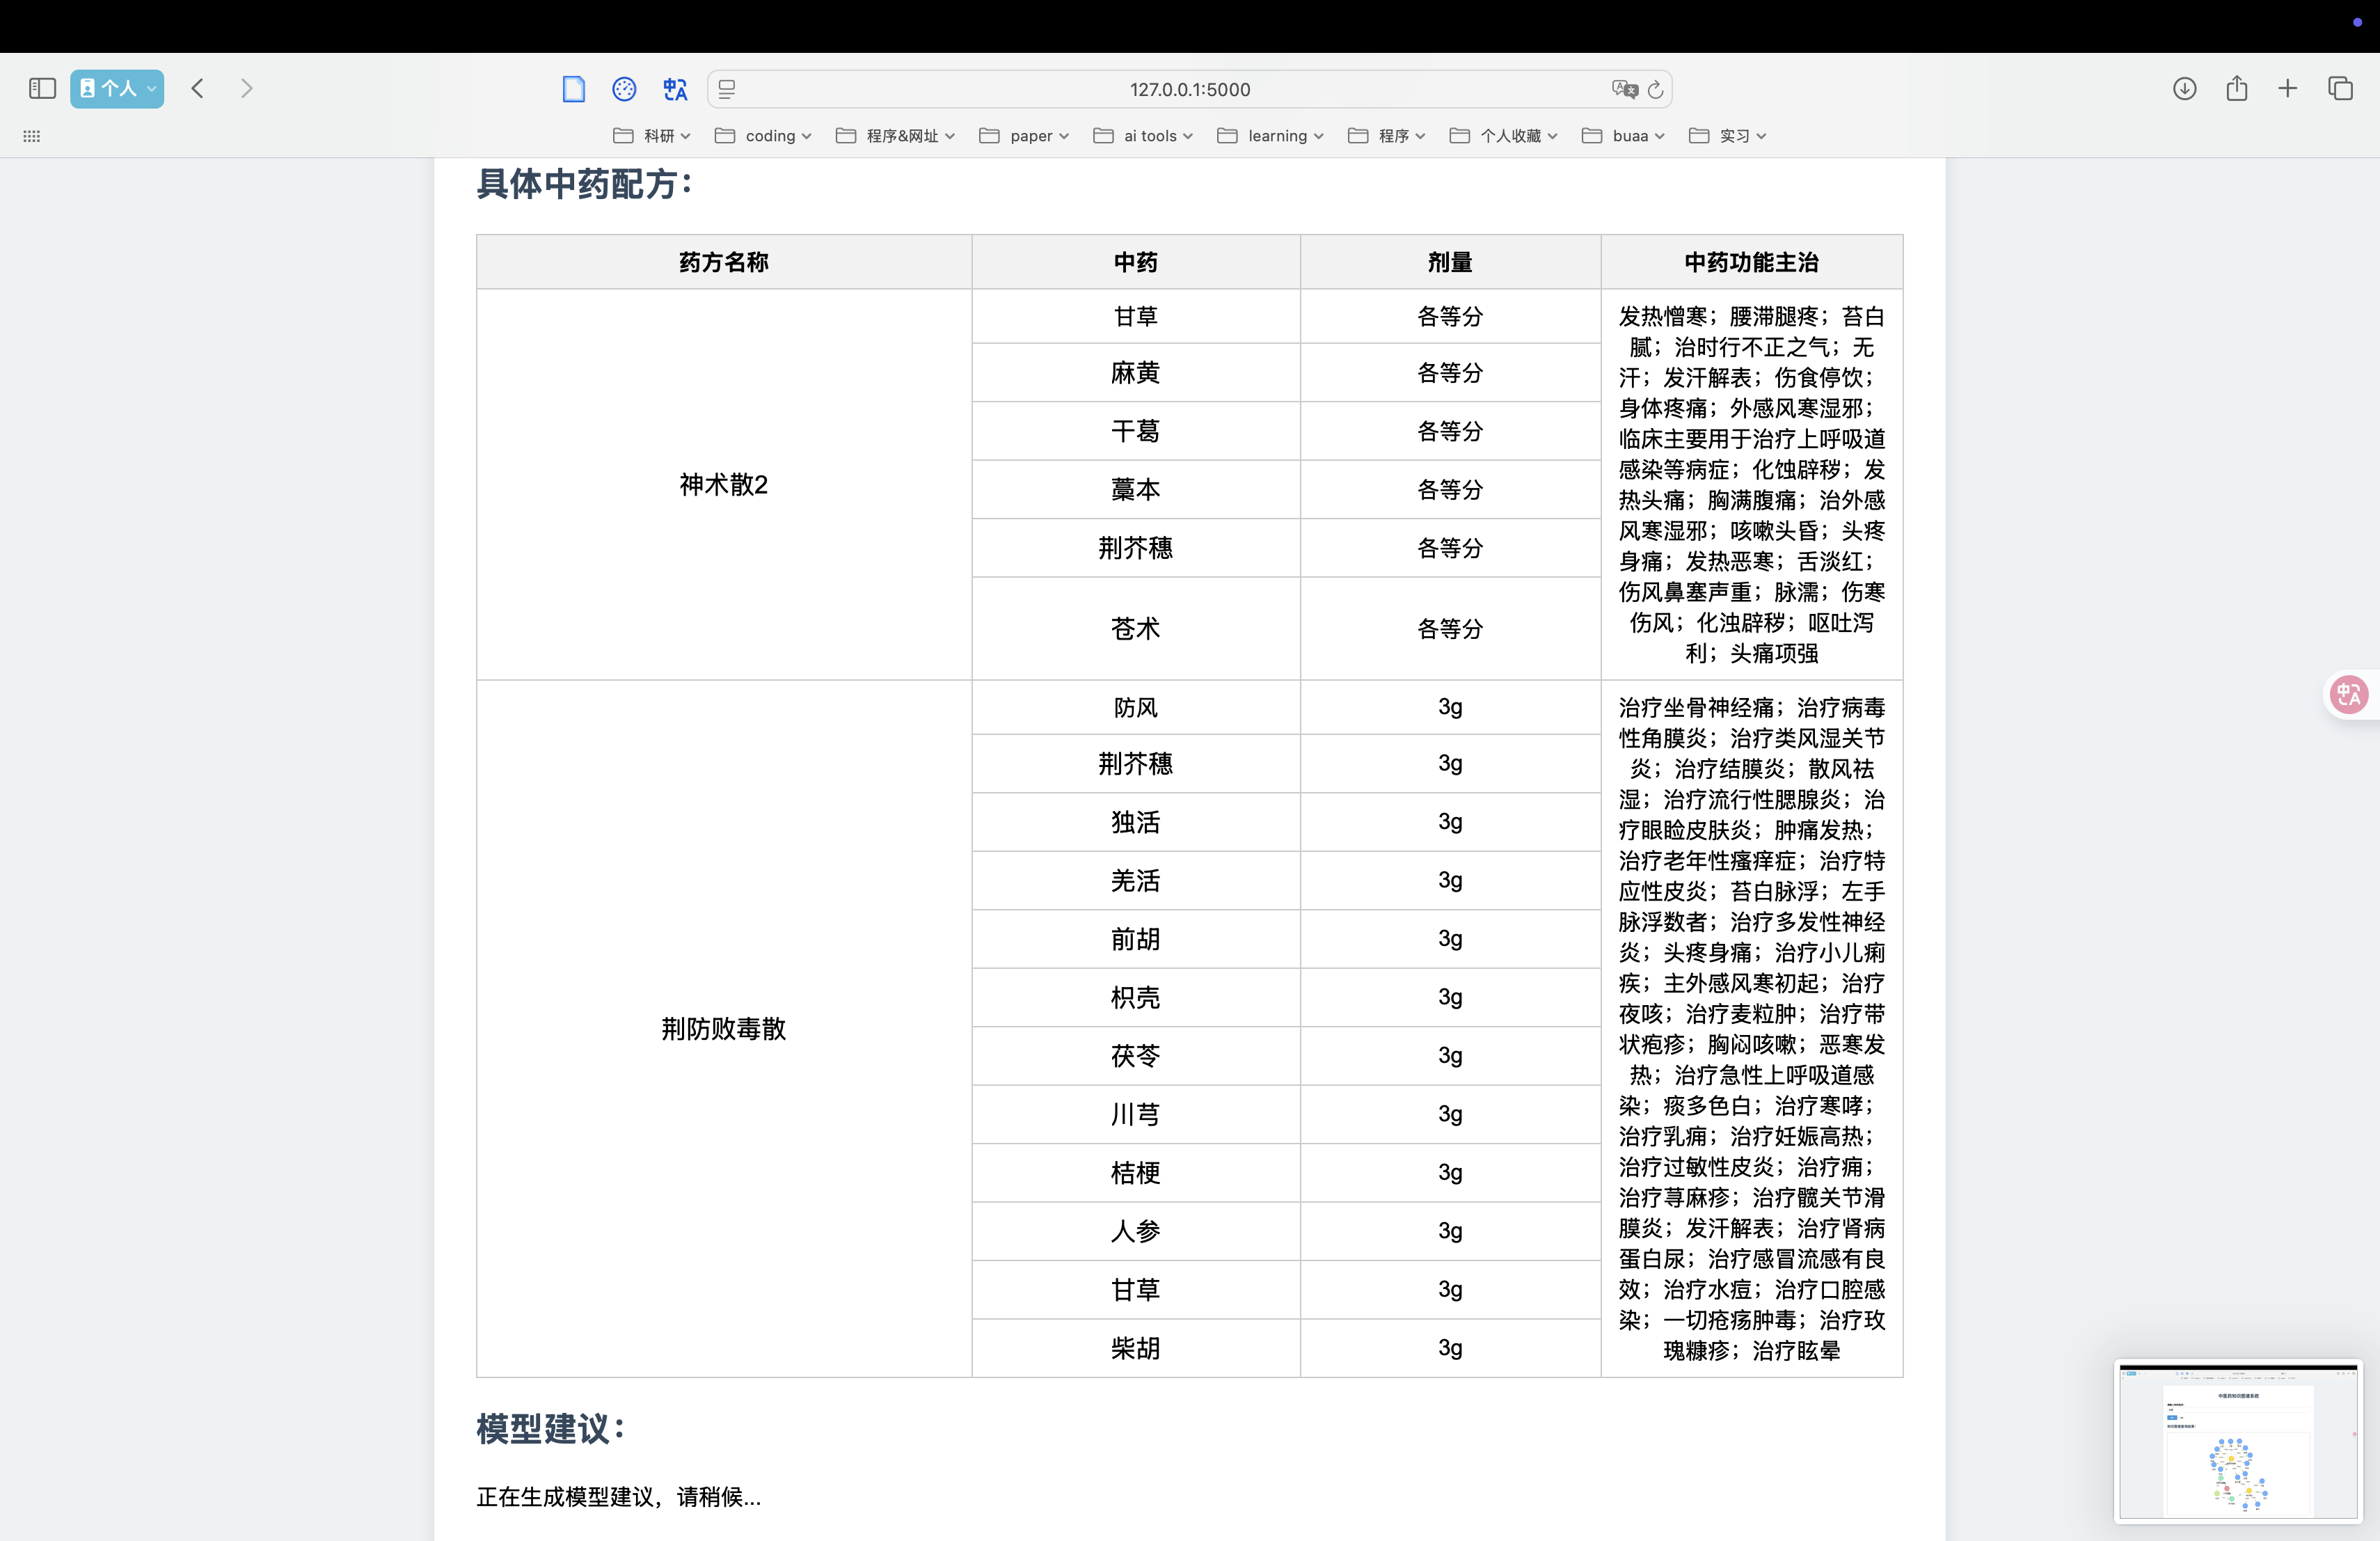 个人
127.0.0.1:5000
科研 coding 程序&网址 paper ai tools learning 程序 个人收藏 buaa 实习
具体中药配方：
药方名称 中药 剂量 中药功能主治
神术散2
甘草 各等分
麻黄 各等分
干葛 各等分
藁本 各等分
荆芥穗 各等分
苍术 各等分
发热憎寒；腰滞腿疼；苔白
腻；治时行不正之气；无
汗；发汗解表；伤食停饮；
身体疼痛；外感风寒湿邪；
临床主要用于治疗上呼吸道
感染等病症；化蚀辟秽；发
热头痛；胸满腹痛；治外感
风寒湿邪；咳嗽头昏；头疼
身痛；发热恶寒；舌淡红；
伤风鼻塞声重；脉濡；伤寒
伤风；化浊辟秽；呕吐泻
利；头痛项强
荆防败毒散
防风 3g
荆芥穗 3g
独活 3g
羌活 3g
前胡 3g
枳壳 3g
茯苓 3g
川芎 3g
桔梗 3g
人参 3g
甘草 3g
柴胡 3g
治疗坐骨神经痛；治疗病毒
性角膜炎；治疗类风湿关节
炎；治疗结膜炎；散风祛
湿；治疗流行性腮腺炎；治
疗眼睑皮肤炎；肿痛发热；
治疗老年性瘙痒症；治疗特
应性皮炎；苔白脉浮；左手
脉浮数者；治疗多发性神经
炎；头疼身痛；治疗小儿痢
疾；主外感风寒初起；治疗
夜咳；治疗麦粒肿；治疗带
状疱疹；胸闷咳嗽；恶寒发
热；治疗急性上呼吸道感
染；痰多色白；治疗寒哮；
治疗乳痈；治疗妊娠高热；
治疗过敏性皮炎；治疗痈；
治疗荨麻疹；治疗髋关节滑
膜炎；发汗解表；治疗肾病
蛋白尿；治疗感冒流感有良
效；治疗水痘；治疗口腔感
染；一切疮疡肿毒；治疗玫
瑰糠疹；治疗眩晕
模型建议：
正在生成模型建议，请稍候...
中医药知识图谱系统